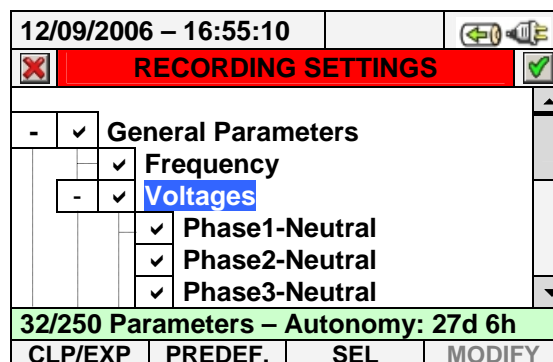 12/09/2006 – 16:55:10
RECORDING SETTINGS
- General Parameters
Frequency
- Voltages
Phase1-Neutral
Phase2-Neutral
Phase3-Neutral
32/250 Parameters – Autonomy: 27d 6h
CLP/EXP PREDEF. SEL MODIFY